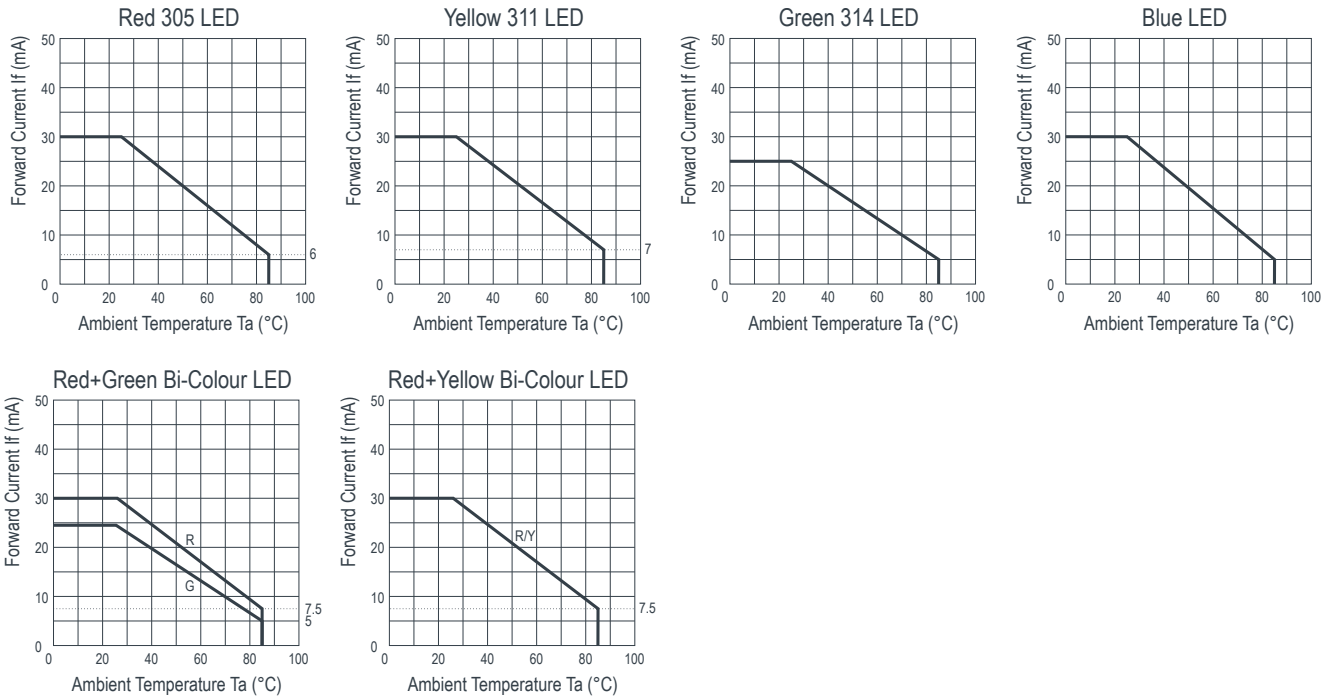 Red 305 LED
Forward Current If (mA)
50
40
30
20
10
0
6
0 20 40 60 80 100
Ambient Temperature Ta (°C)
Yellow 311 LED
Forward Current If (mA)
50
40
30
20
10
0
7
0 20 40 60 80 100
Ambient Temperature Ta (°C)
Green 314 LED
Forward Current If (mA)
50
40
30
20
10
0
0 20 40 60 80 100
Ambient Temperature Ta (°C)
Blue LED
Forward Current If (mA)
50
40
30
20
10
0
0 20 40 60 80 100
Ambient Temperature Ta (°C)
Red+Green Bi-Colour LED
Forward Current If (mA)
50
40
30
20
10
0
R
G
7.5
5
0 20 40 60 80 100
Ambient Temperature Ta (°C)
Red+Yellow Bi-Colour LED
Forward Current If (mA)
50
40
30
20
10
0
R/Y
7.5
0 20 40 60 80 100
Ambient Temperature Ta (°C)